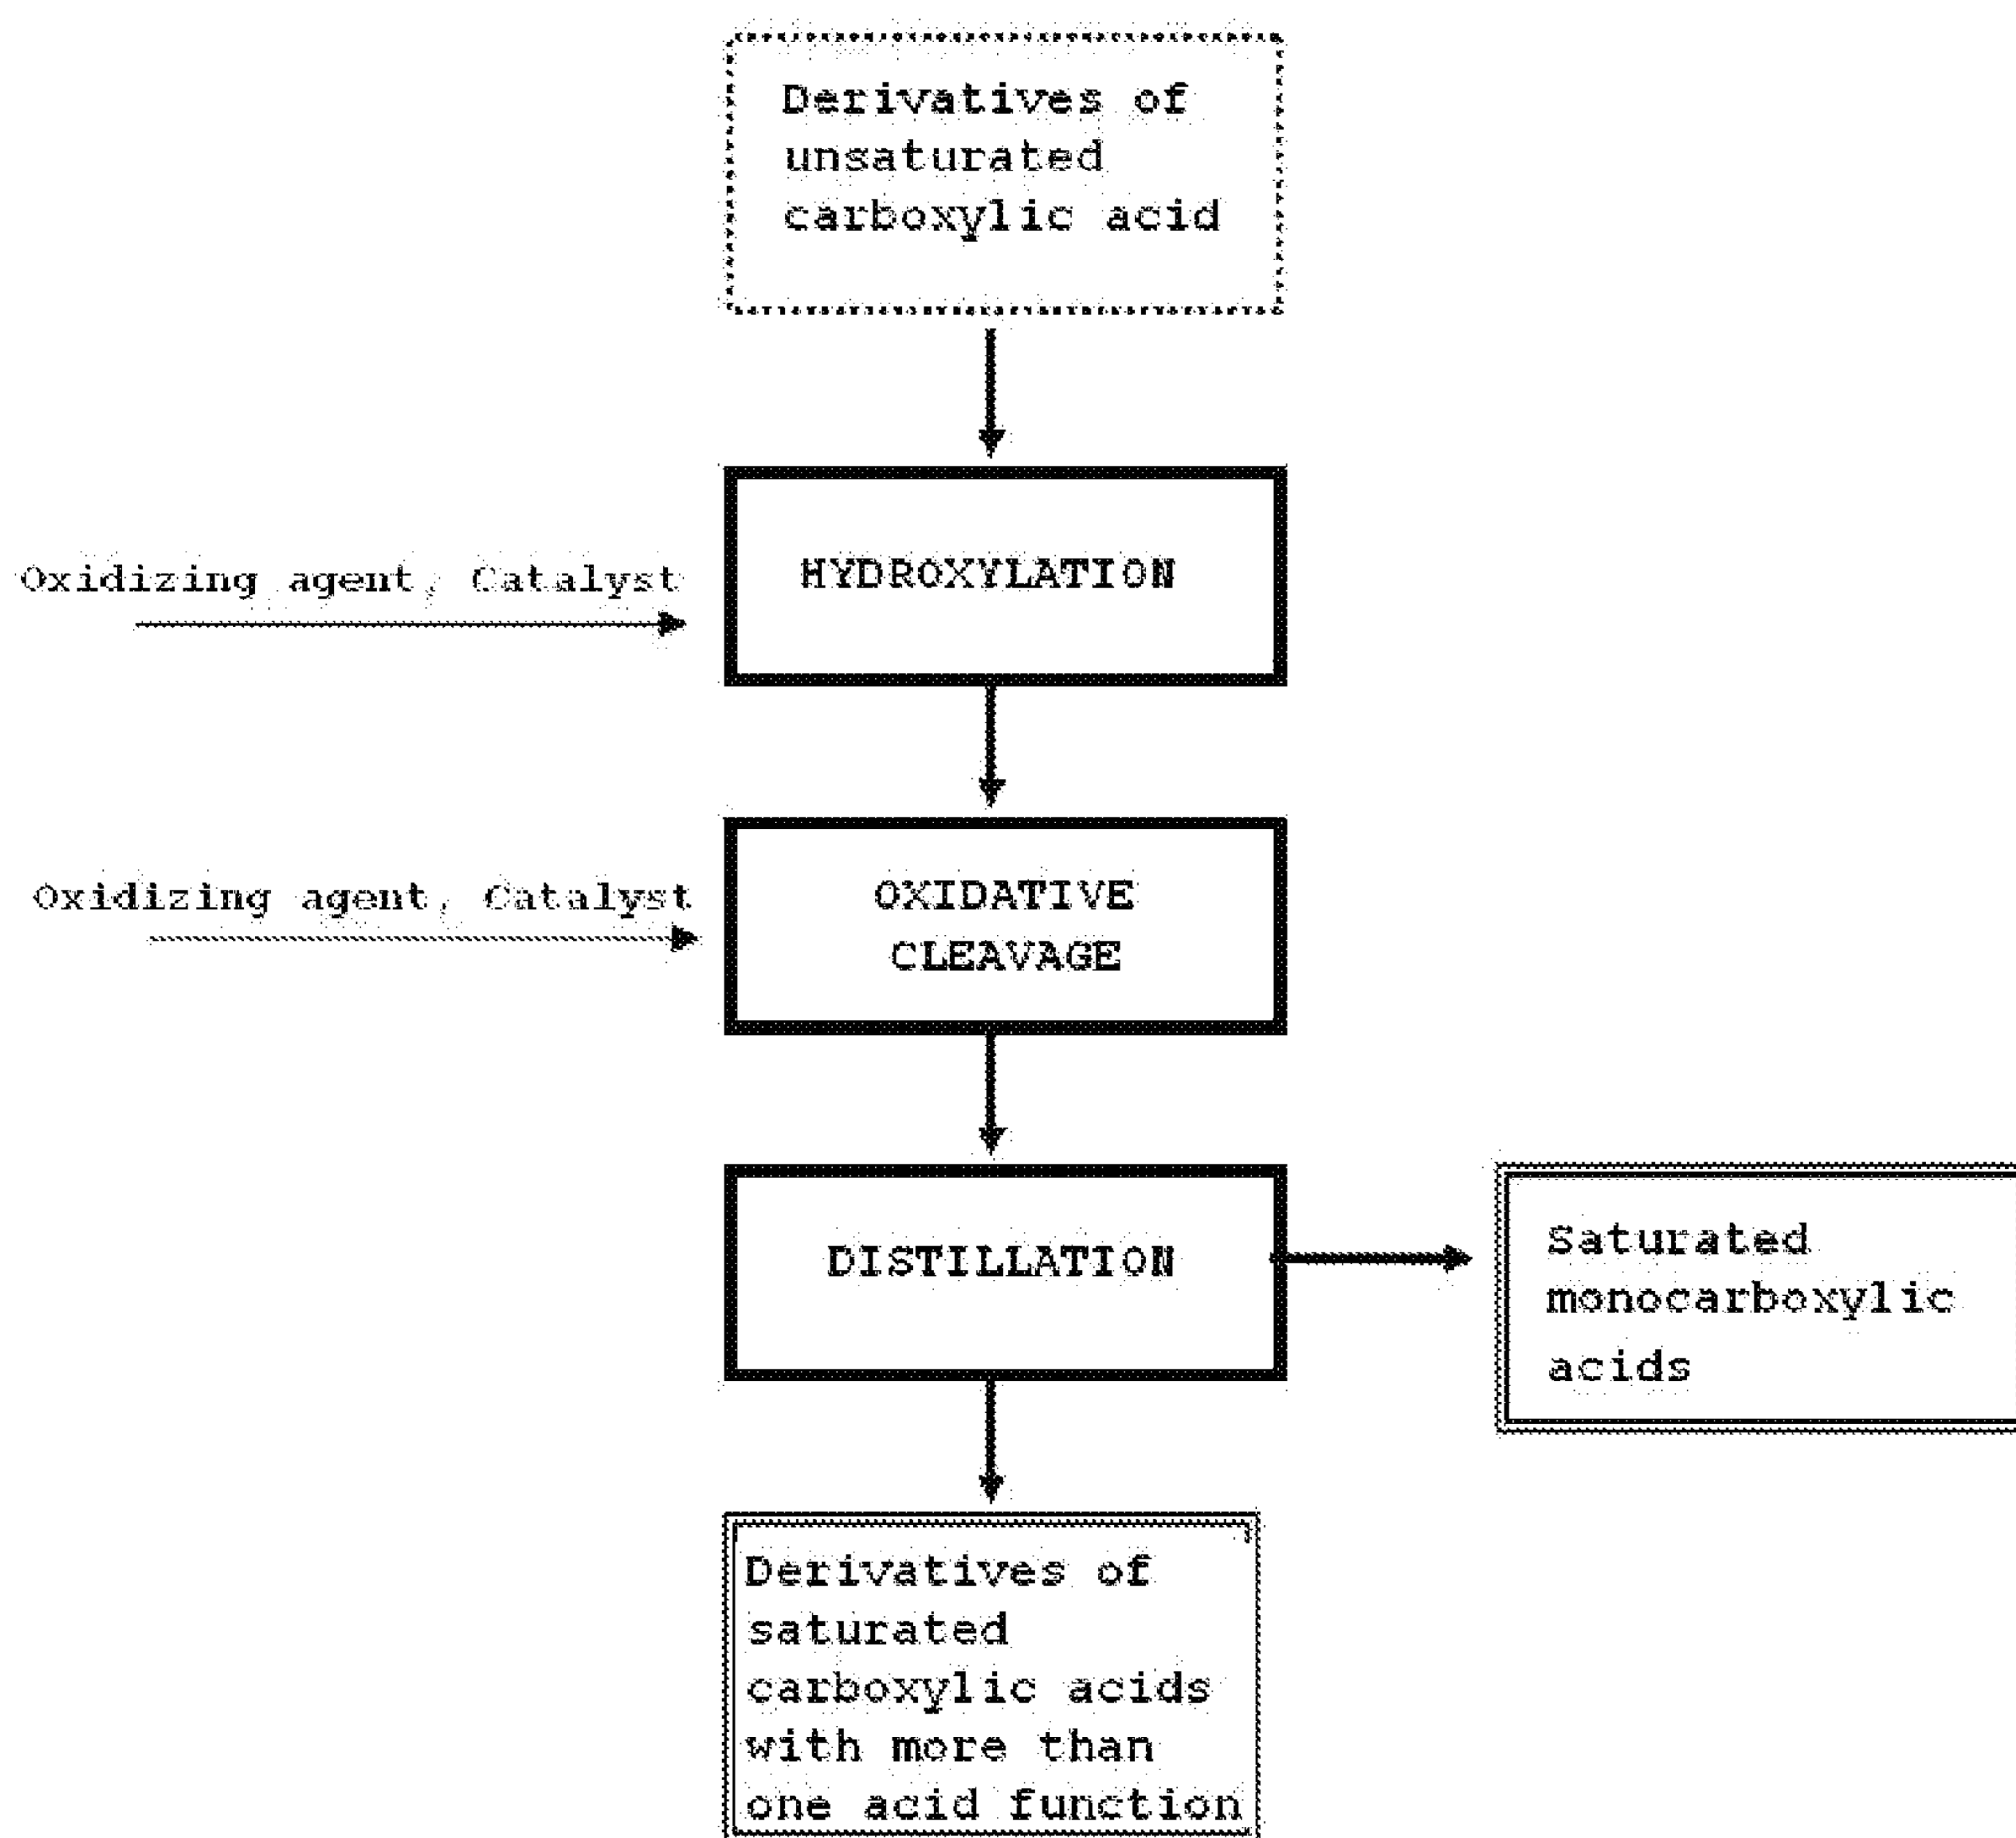 Derivatives of
unsaturated
carboxylic acid
Oxidizing agent, Catalyst
HYDROXYLATION
Oxidizing agent, Catalyst
OXIDATIVE
CLEAVAGE
DISTILLATION
Saturated
monocarboxylic
acids
Derivatives of
saturated
carboxylic acids
with more than
one acid function